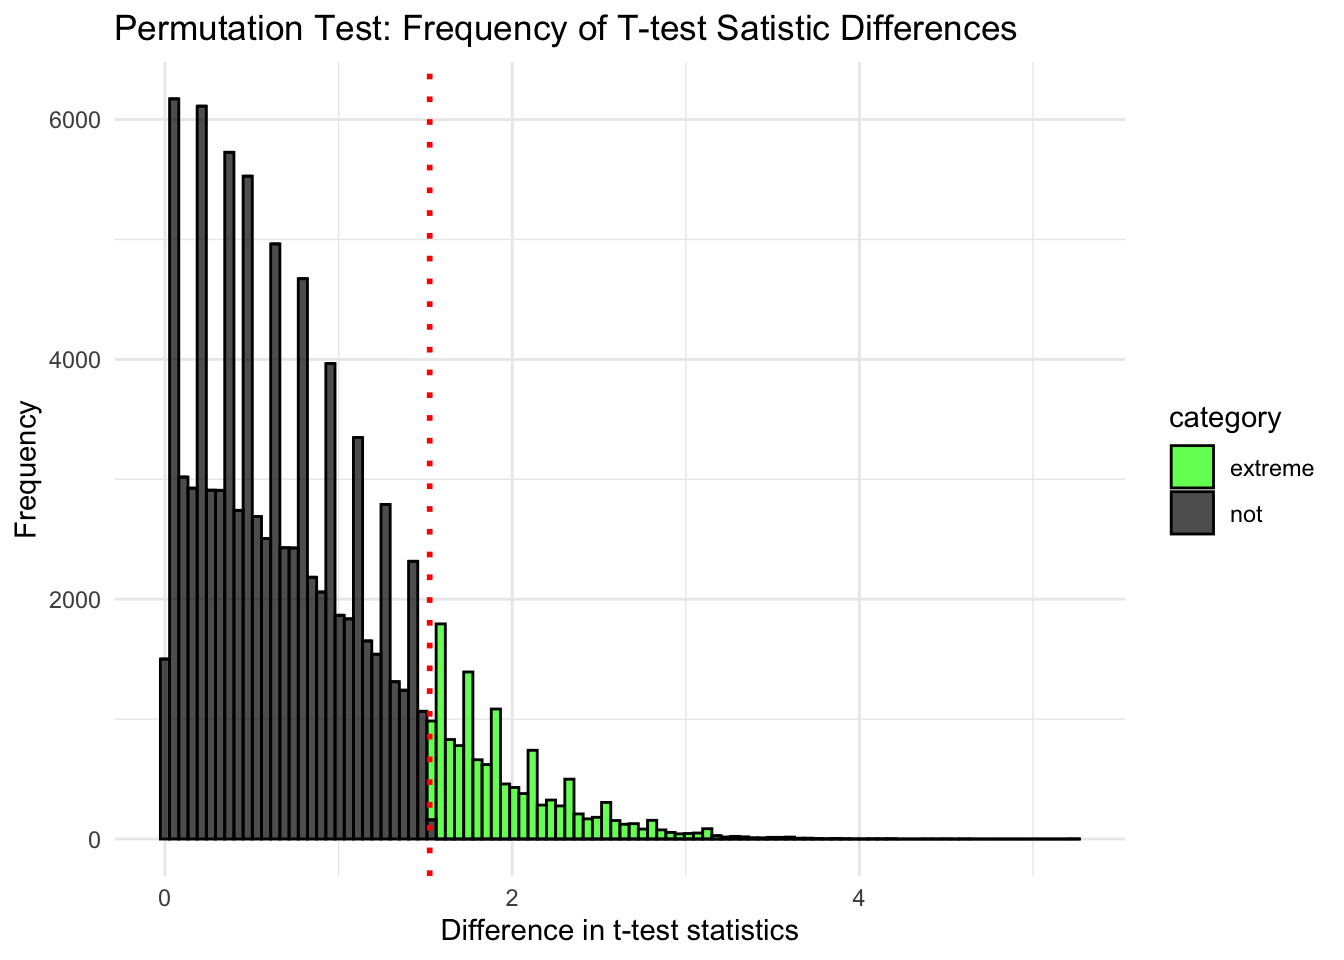 Permutation Test: Frequency of T-test Satistic Differences
6000
4000
2000
0
Frequency
0
2
4
Difference in t-test statistics
category
extreme
not